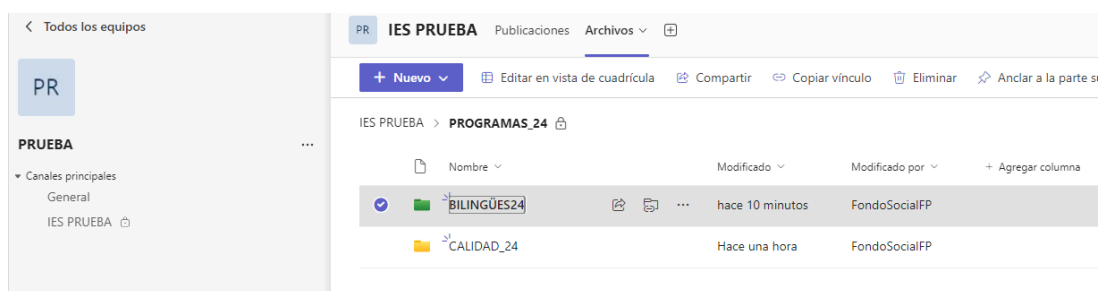 Todos los equipos
PR
PRUEBA
Canales principales
General
IES PRUEBA
PR IES PRUEBA Publicaciones Archivos
Nuevo Editar en vista de cuadrícula Compartir Copiar vínculo Eliminar Anclar a la parte su
IES PRUEBA > PROGRAMAS_24
Nombre Modificado Modificado por + Agregar columna
BILINGÜES24 hace 10 minutos FondoSocialFP
CALIDAD_24 Hace una hora FondoSocialFP